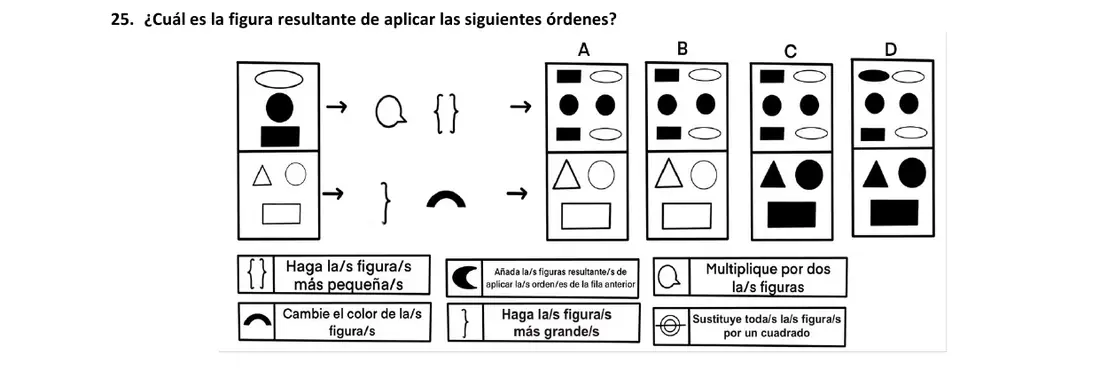 25. ¿Cuál es la figura resultante de aplicar las siguientes órdenes?
A B C D
Haga la/s figura/s
más pequeña/s
Añada la/s figuras resultante/s de
aplicar la/s orden/es de la fila anterior
Multiplique por dos
la/s figuras
Cambie el color de la/s
figura/s
Haga la/s figura/s
más grande/s
Sustituye toda/s la/s figura/s
por un cuadrado